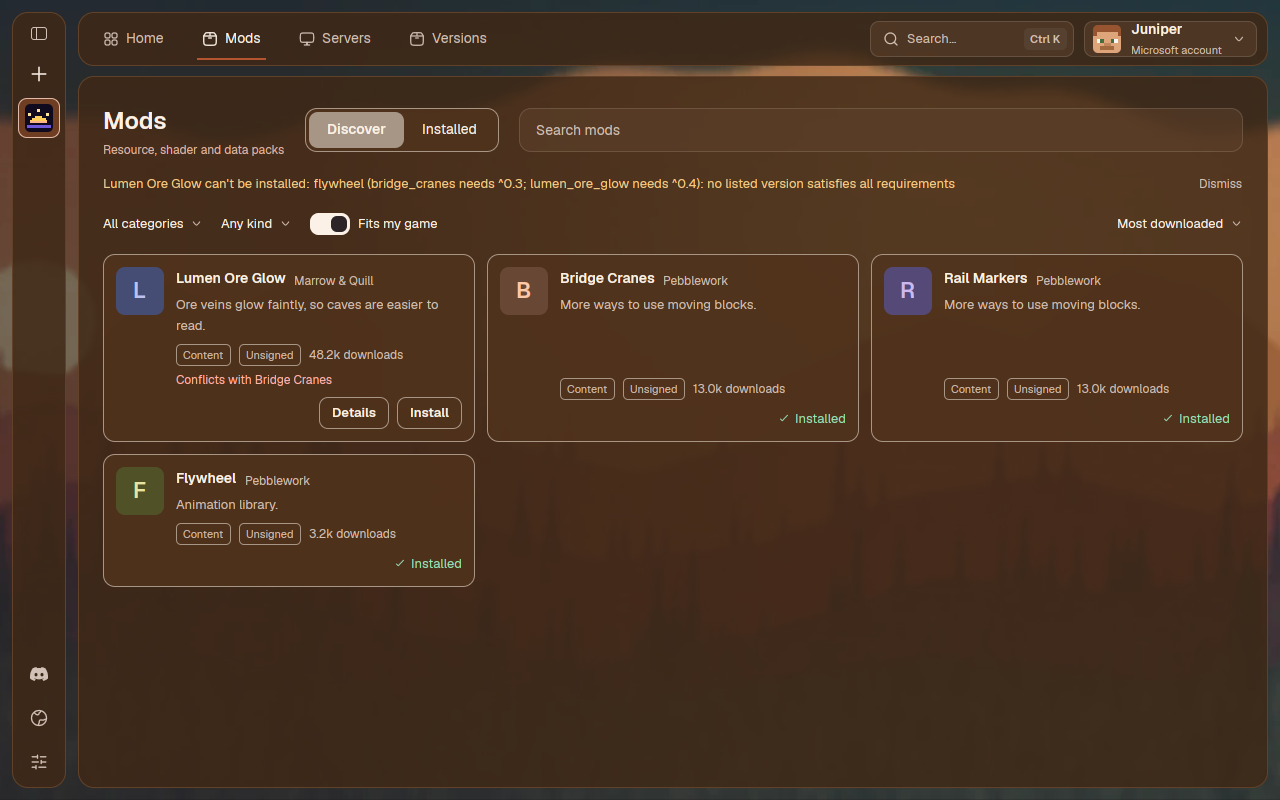 Home
Mods
Servers
Versions
Search...
Ctrl K
Juniper
Microsoft account
Mods
Resource, shader and data packs
Discover
Installed
Search mods
Lumen Ore Glow can't be installed: flywheel (bridge_cranes needs ^0.3; lumen_ore_glow needs ^0.4): no listed version satisfies all requirements
Dismiss
All categories
Any kind
Fits my game
Most downloaded
L
Lumen Ore Glow Marrow & Quill
Ore veins glow faintly, so caves are easier to
read.
Content Unsigned 48.2k downloads
Conflicts with Bridge Cranes
Details
Install
B
Bridge Cranes Pebblework
More ways to use moving blocks.
Content Unsigned 13.0k downloads
Installed
R
Rail Markers Pebblework
More ways to use moving blocks.
Content Unsigned 13.0k downloads
Installed
F
Flywheel Pebblework
Animation library.
Content Unsigned 3.2k downloads
Installed